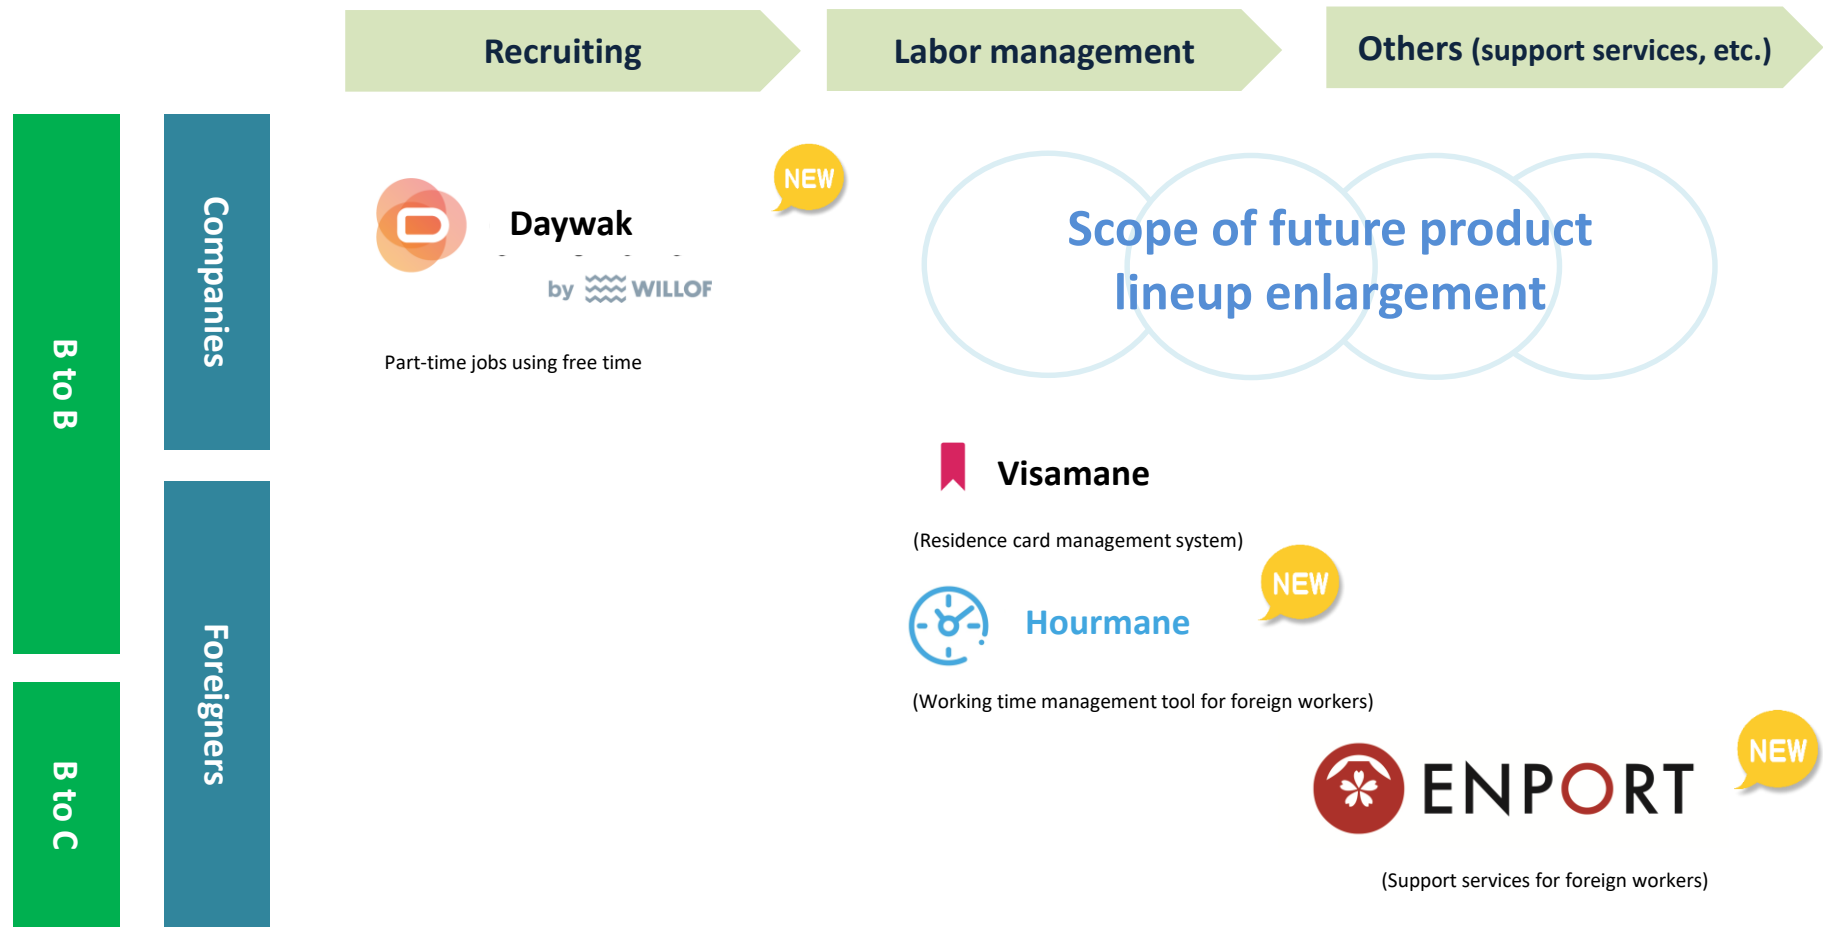 Recruiting
Labor management
Others (support services, etc.)
B to B
Companies
Daywak
NEW
by WILLOF
Part-time jobs using free time
Scope of future product
lineup enlargement
Foreigners
Visamane
(Residence card management system)
Hourmane
NEW
(Working time management tool for foreign workers)
B to C
ENPORT
NEW
(Support services for foreign workers)